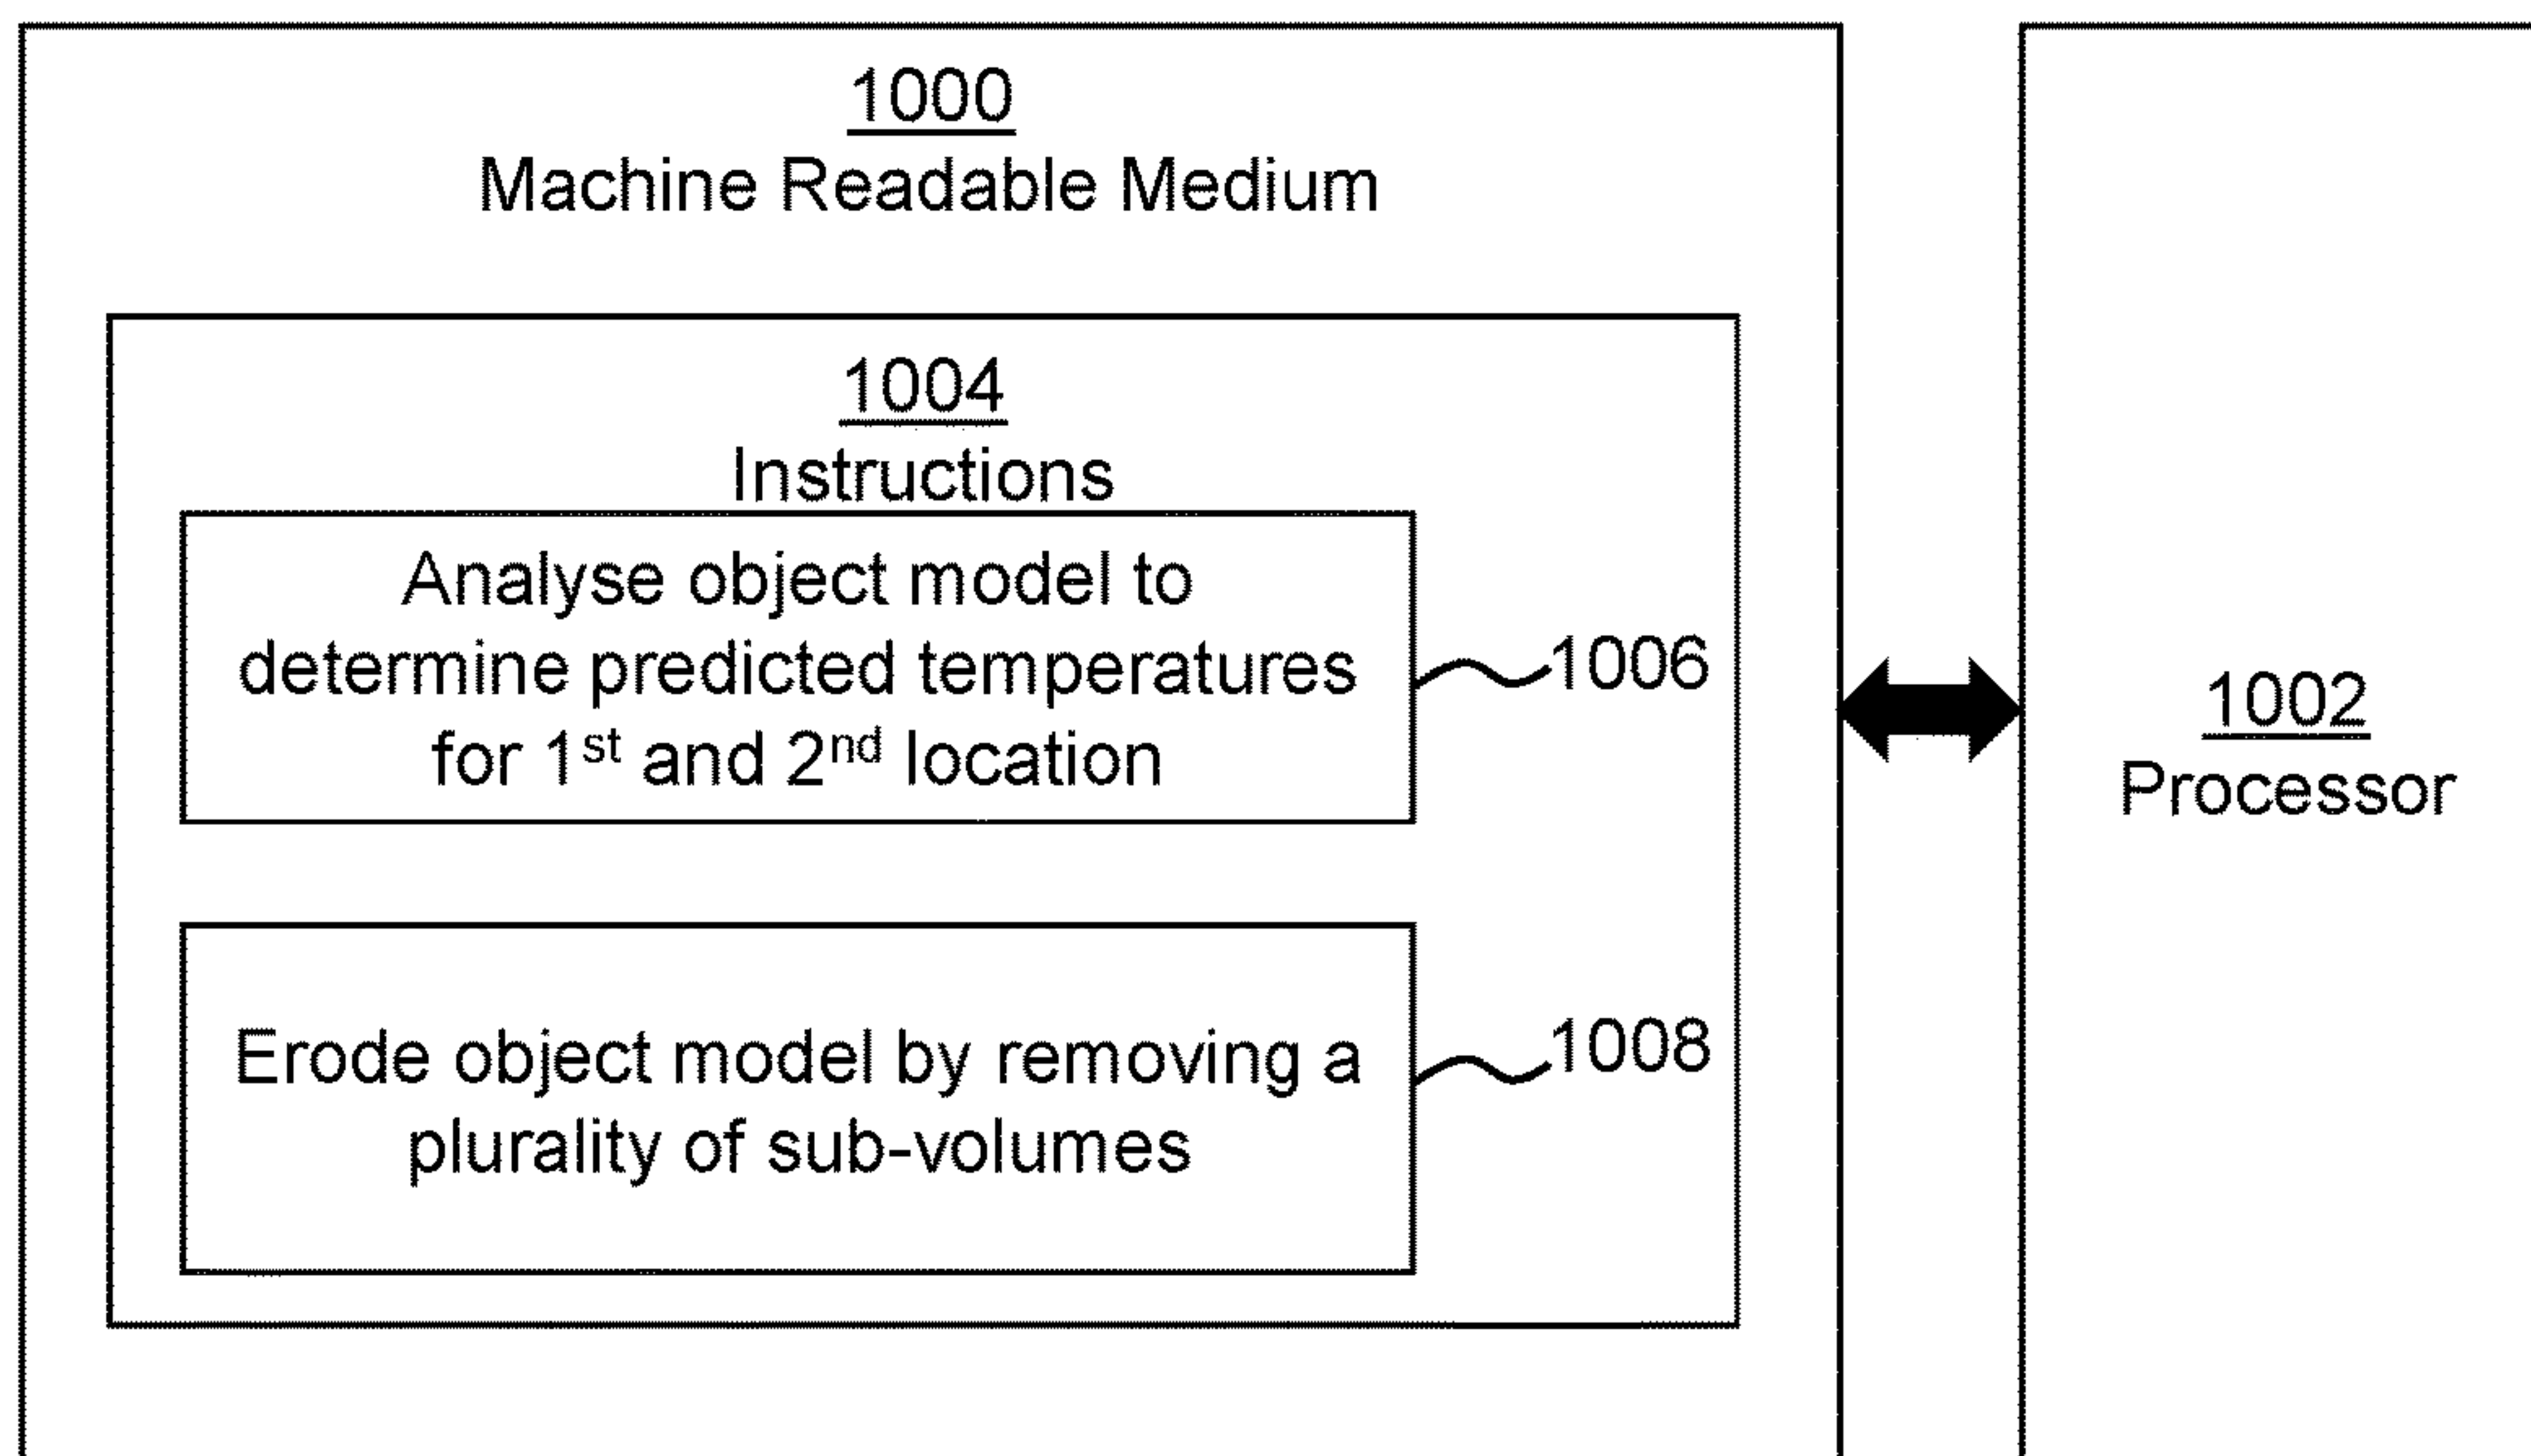 1000
Machine Readable Medium
1004
Instructions
Analyse object model to
determine predicted temperatures
for 1st and 2nd location
1006
Erode object model by removing a
plurality of sub-volumes
1008
1002
Processor